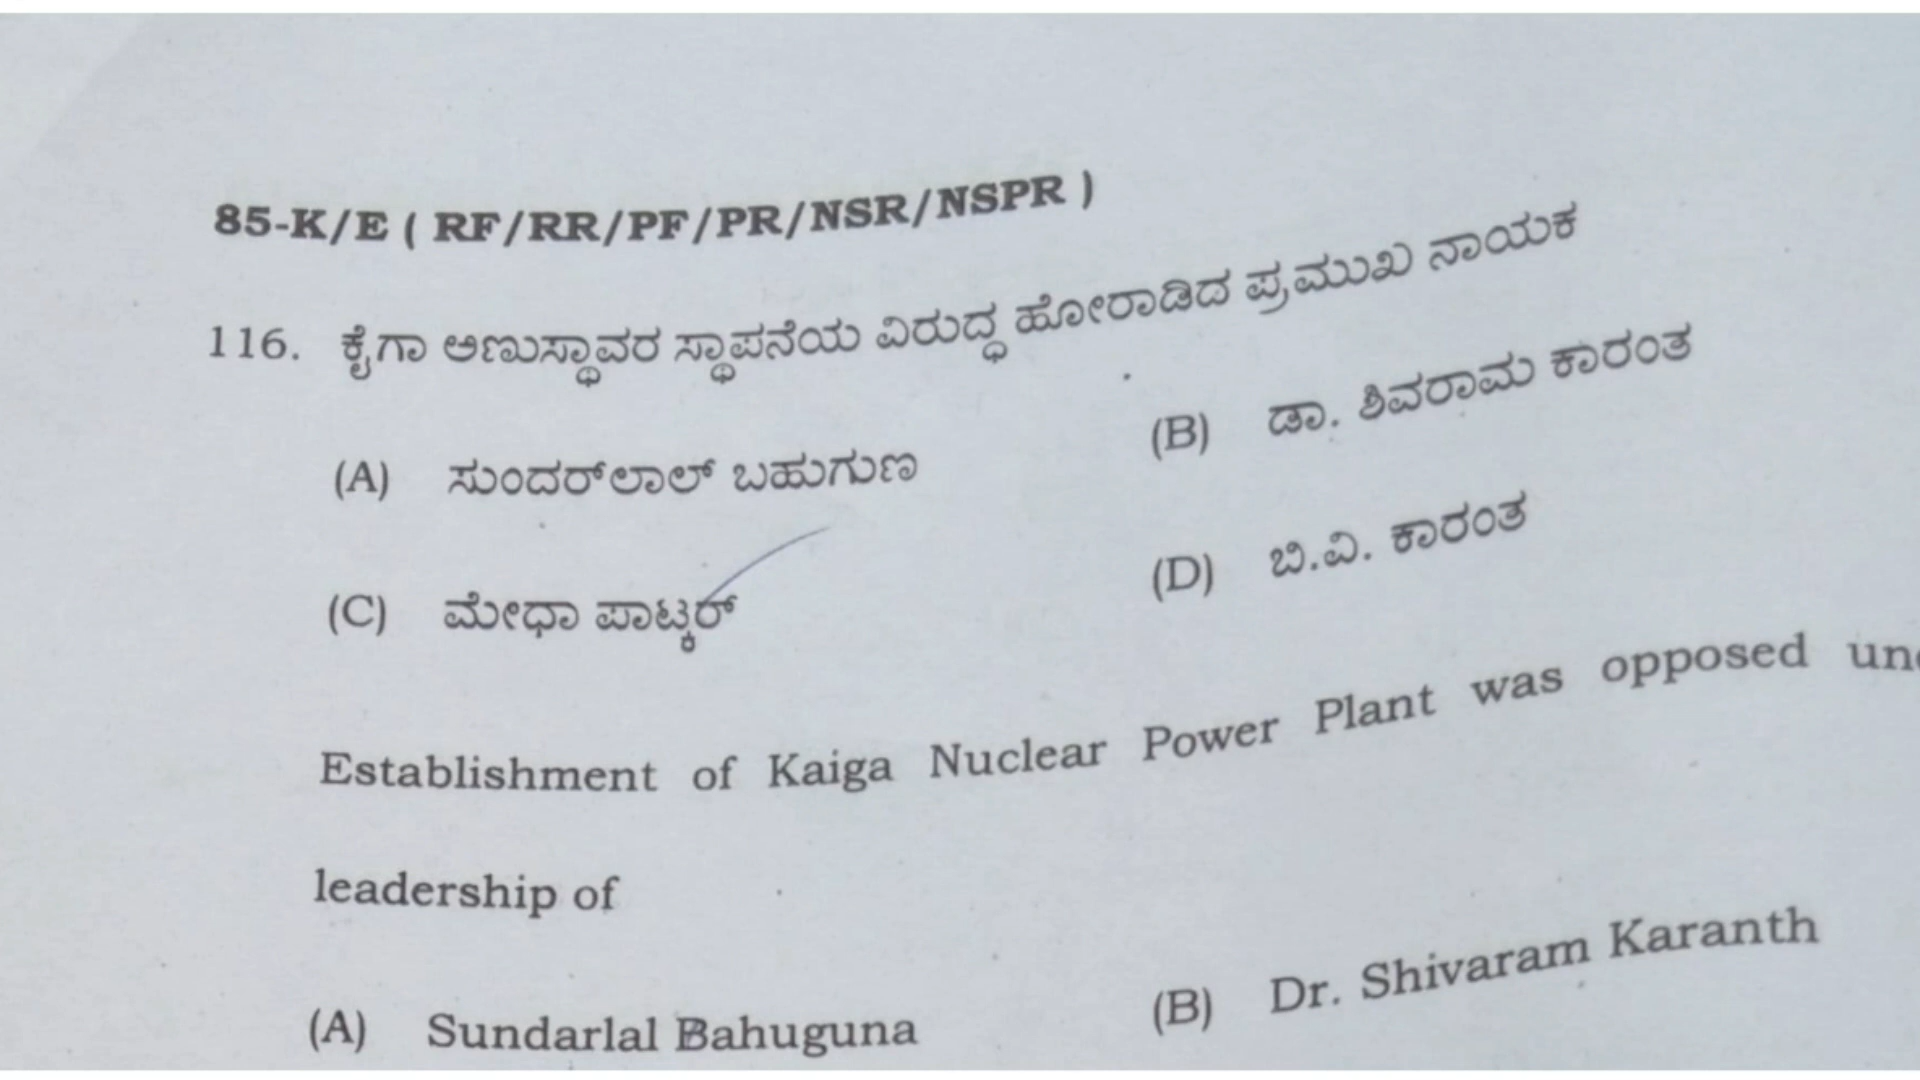 85-K/E ( RF/RR/PF/PR/NSR/NSPR )
116. ಕೈಗಾ ಅಣುಸ್ಥಾವರ ಸ್ಥಾಪನೆಯ ವಿರುದ್ಧ ಹೋರಾಡಿದ ಪ್ರಮುಖ ನಾಯಕ
(A) ಸುಂದರ್‌ಲಾಲ್ ಬಹುಗುಣ (B) ಡಾ. ಶಿವರಾಮ ಕಾರಂತ
(C) ಮೇಧಾ ಪಾಟ್ಕರ್ (D) ಬಿ.ವಿ. ಕಾರಂತ
Establishment of Kaiga Nuclear Power Plant was opposed
leadership of
(A) Sundarlal Bahuguna (B) Dr. Shivaram Karanth